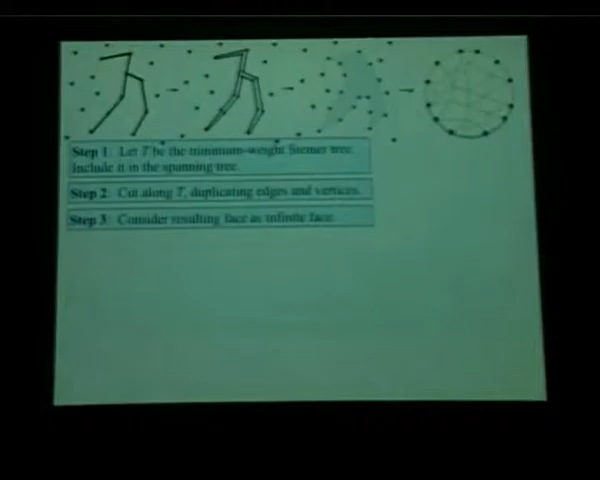 Step 1: Let T be the minimum-weight Steiner tree.
Include it in the spanning tree.
Step 2: Cut along T, duplicating edges and vertices.
Step 3: Consider resulting face as infinite face.